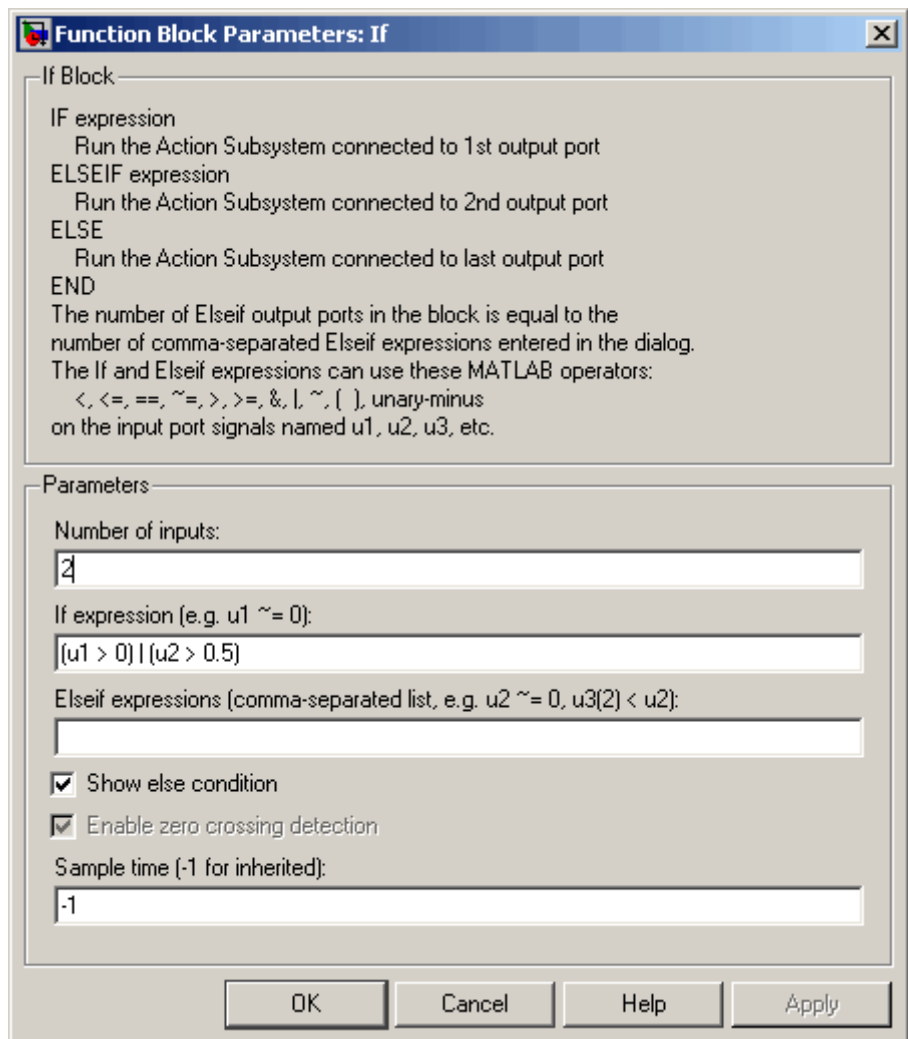 Function Block Parameters: If
If Block
IF expression
Run the Action Subsystem connected to 1st output port
ELSEIF expression
Run the Action Subsystem connected to 2nd output port
ELSE
Run the Action Subsystem connected to last output port
END
The number of Elseif output ports in the block is equal to the
number of comma-separated Elseif expressions entered in the dialog.
The If and Elseif expressions can use these MATLAB operators:
<, <=, ==, ~=, >, >=, &, |, ~, ( ), unary-minus
on the input port signals named u1, u2, u3, etc.
Parameters
Number of inputs:
2
If expression (e.g. u1 ~= 0):
(u1 > 0) | (u2 > 0.5)
Elseif expressions (comma-separated list, e.g. u2 ~= 0, u3(2) < u2):
Show else condition
Enable zero crossing detection
Sample time (-1 for inherited):
-1
OK Cancel Help Apply